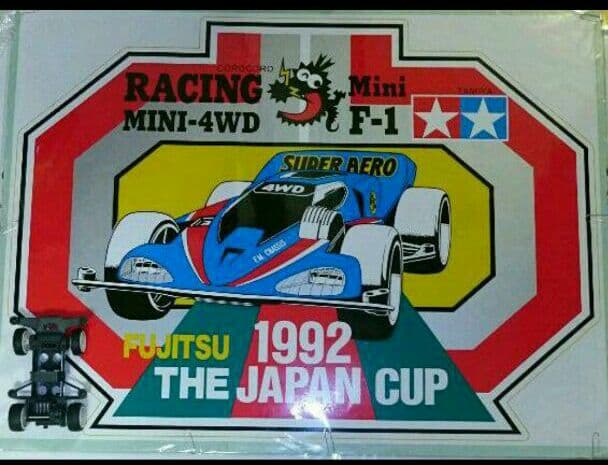 COROCORO
RACING
MINI-4WD
Mini
F-1
TAMIYA
SUPER AERO
4WD
F.M. CHASSIS
FUJITSU 1992
THE JAPAN CUP